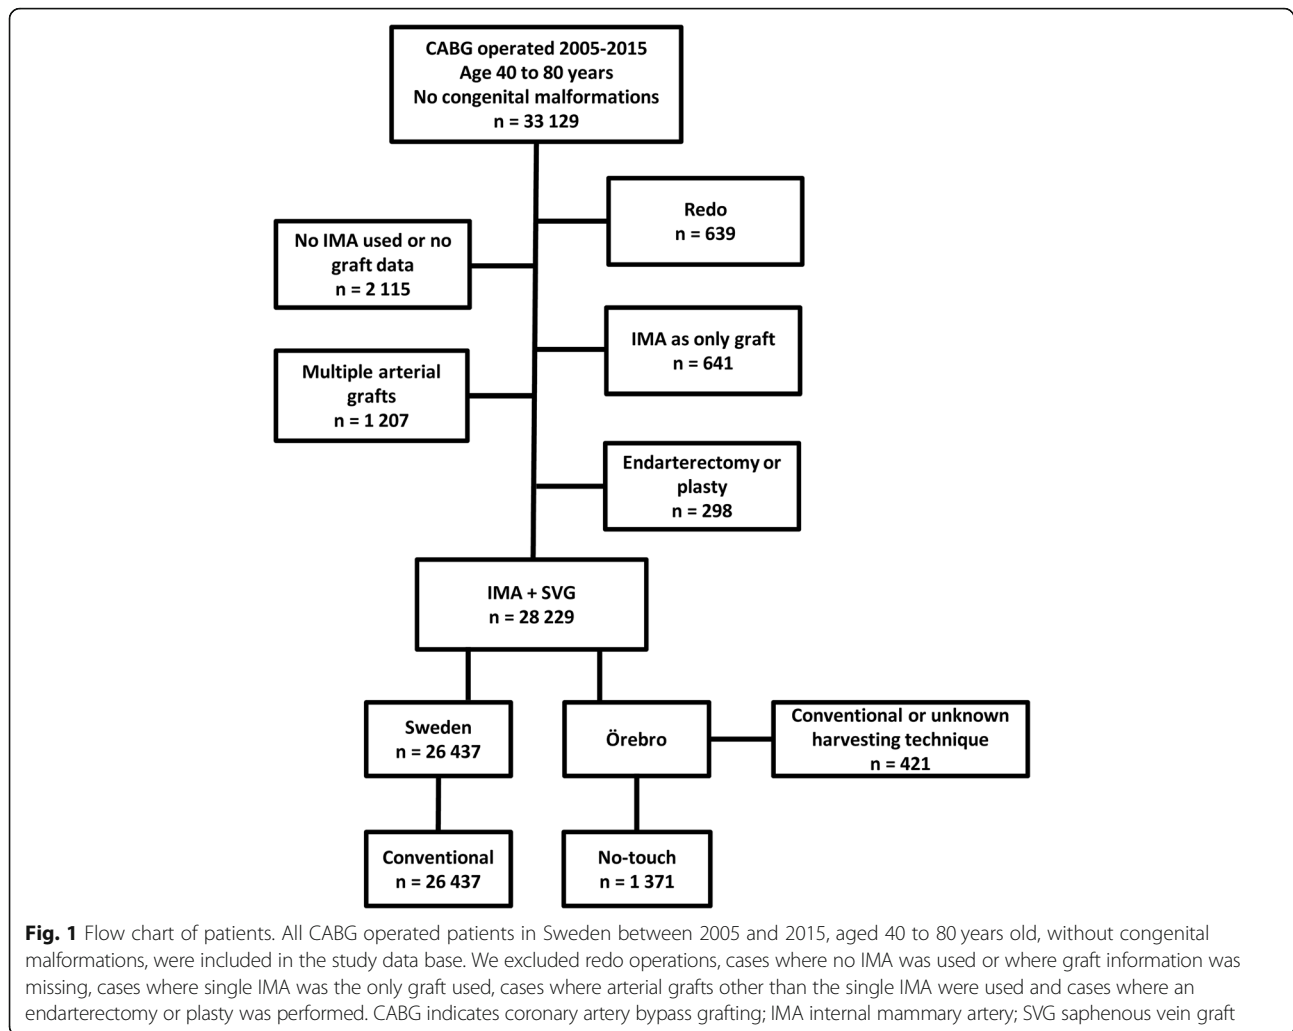 CABG operated 2005-2015
Age 40 to 80 years
No congenital malformations
n = 33 129
Redo
n = 639
No IMA used or no
graft data
n = 2 115
IMA as only graft
n = 641
Multiple arterial
grafts
n = 1 207
Endarterectomy or
plasty
n = 298
IMA + SVG
n = 28 229
Sweden
n = 26 437
Örebro
Conventional or unknown
harvesting technique
n = 421
Conventional
n = 26 437
No-touch
n = 1 371
Fig. 1 Flow chart of patients. All CABG operated patients in Sweden between 2005 and 2015, aged 40 to 80 years old, without congenital
malformations, were included in the study data base. We excluded redo operations, cases where no IMA was used or where graft information was
missing, cases where single IMA was the only graft used, cases where arterial grafts other than the single IMA were used and cases where an
endarterectomy or plasty was performed. CABG indicates coronary artery bypass grafting; IMA internal mammary artery; SVG saphenous vein graft